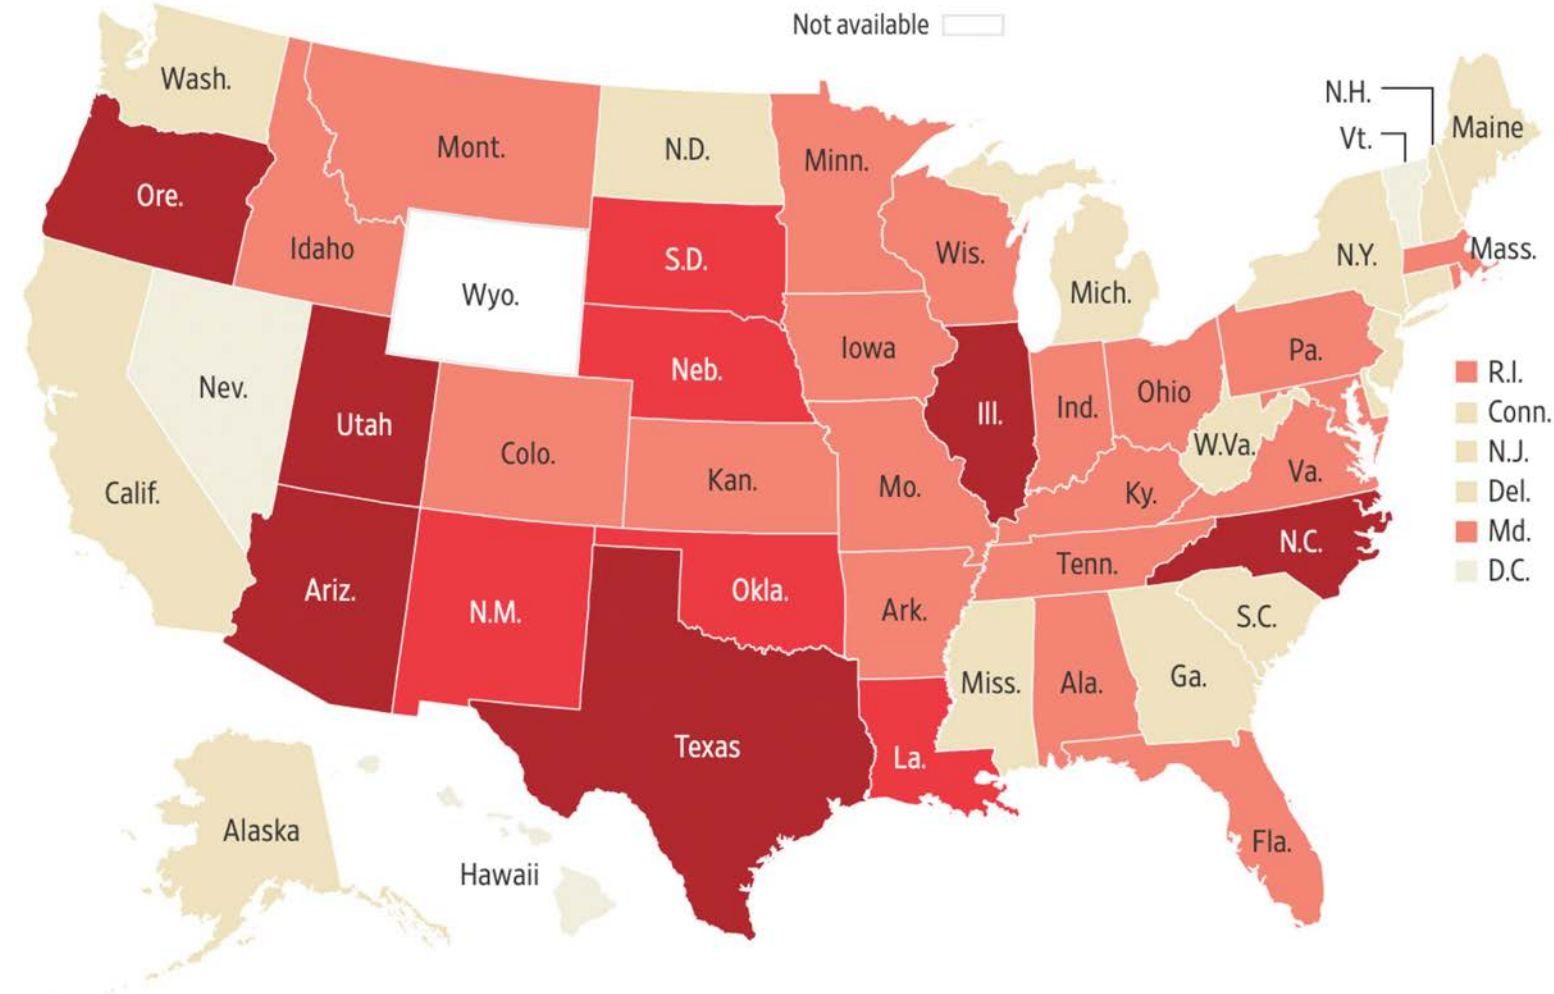 Not available
Wash.
Ore.
Mont.
Idaho
Wyo.
N.D.
S.D.
Neb.
Minn.
Wis.
Iowa
Mich.
N.H.
Vt.
Maine
N.Y.
Mass.
Pa.
Calif.
Nev.
Utah
Colo.
Kan.
Mo.
Ill.
Ind.
Ohio
W.Va.
Va.
Ky.
R.I.
Conn.
N.J.
Del.
Md.
D.C.
Ariz.
N.M.
Okla.
Ark.
Tenn.
N.C.
S.C.
Texas
La.
Miss.
Ala.
Ga.
Fla.
Alaska
Hawaii